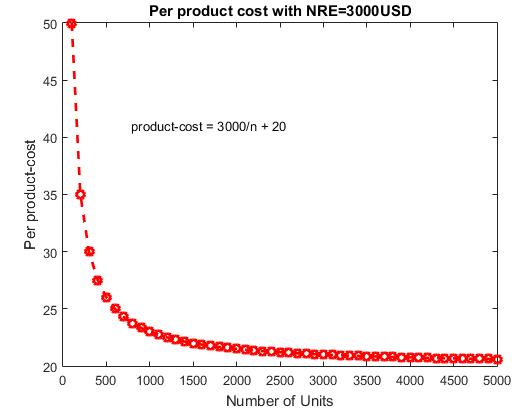 Per product cost with NRE=3000USD
50
45
40
35
30
25
20
product-cost = 3000/n + 20
Per product-cost
0 500 1000 1500 2000 2500 3000 3500 4000 4500 5000
Number of Units